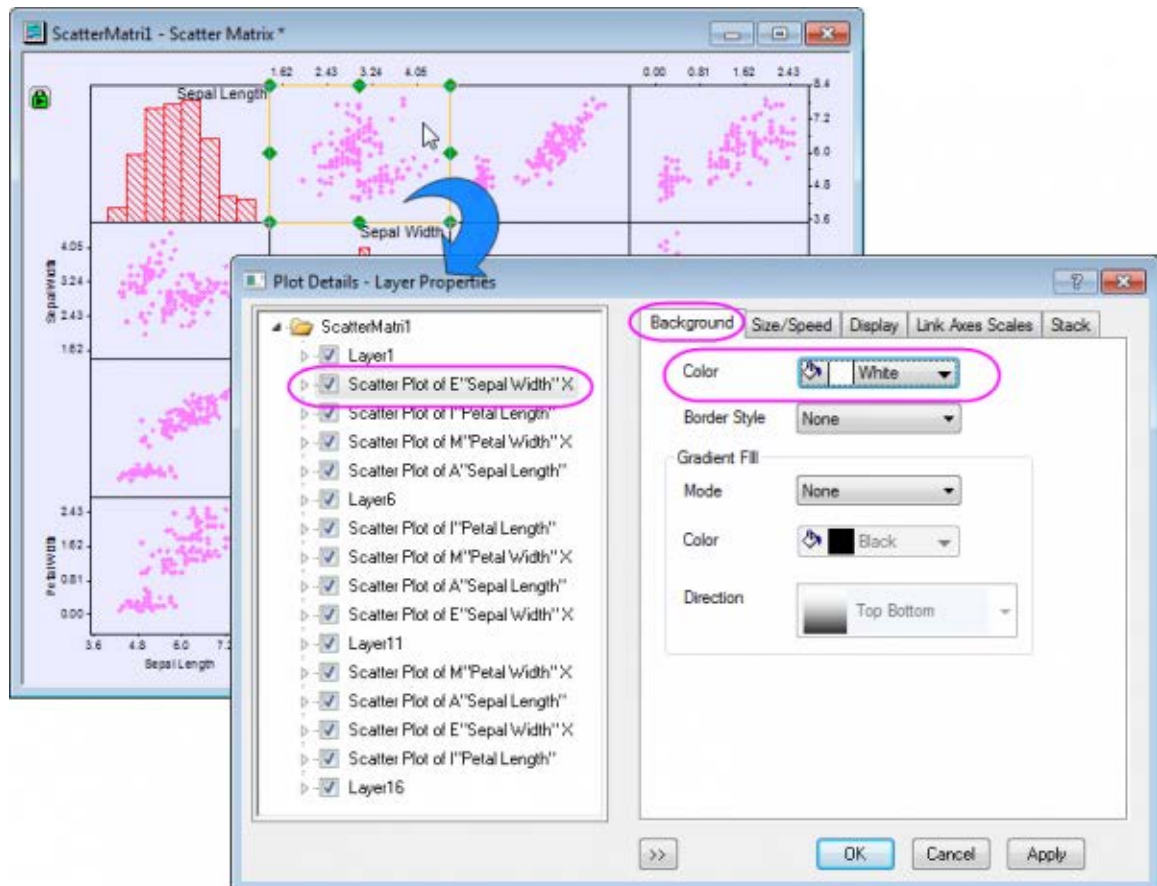 ScatterMatri1 - Scatter Matrix *
1.62 2.43 3.24 4.05
0.00 0.81 1.62 2.43
Sepal Length
8.4
7.2
6.0
4.8
3.6
Sepal Width
4.05
3.24
2.43
1.62
Sepal Width
2.43
1.62
0.81
0.00
Petal Width
3.6 4.8 6.0 7.2
Sepal Length
Plot Details - Layer Properties
ScatterMatri1
Layer1
Scatter Plot of E"Sepal Width" X
Scatter Plot of I"Petal Length"
Scatter Plot of M"Petal Width" X
Scatter Plot of A"Sepal Length"
Layer6
Scatter Plot of I"Petal Length"
Scatter Plot of M"Petal Width" X
Scatter Plot of A"Sepal Length"
Scatter Plot of E"Sepal Width" X
Layer11
Scatter Plot of M"Petal Width" X
Scatter Plot of A"Sepal Length"
Scatter Plot of E"Sepal Width" X
Scatter Plot of I"Petal Length"
Layer16
Background Size/Speed Display Link Axes Scales Stack
Color White
Border Style None
Gradient Fill
Mode None
Color Black
Direction Top Bottom
>> OK Cancel Apply